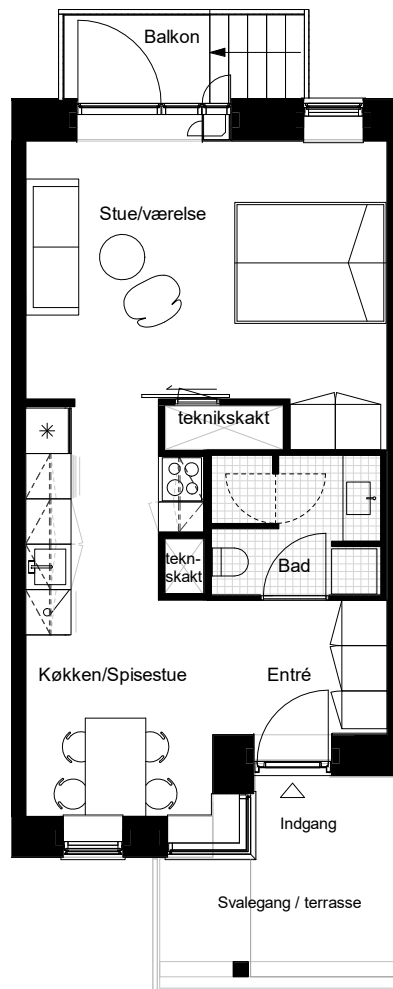 Balkon
Stue/værelse
teknikskakt
tekn-
skakt
Bad
Køkken/Spisestue
Entré
Indgang
Svalegang / terrasse